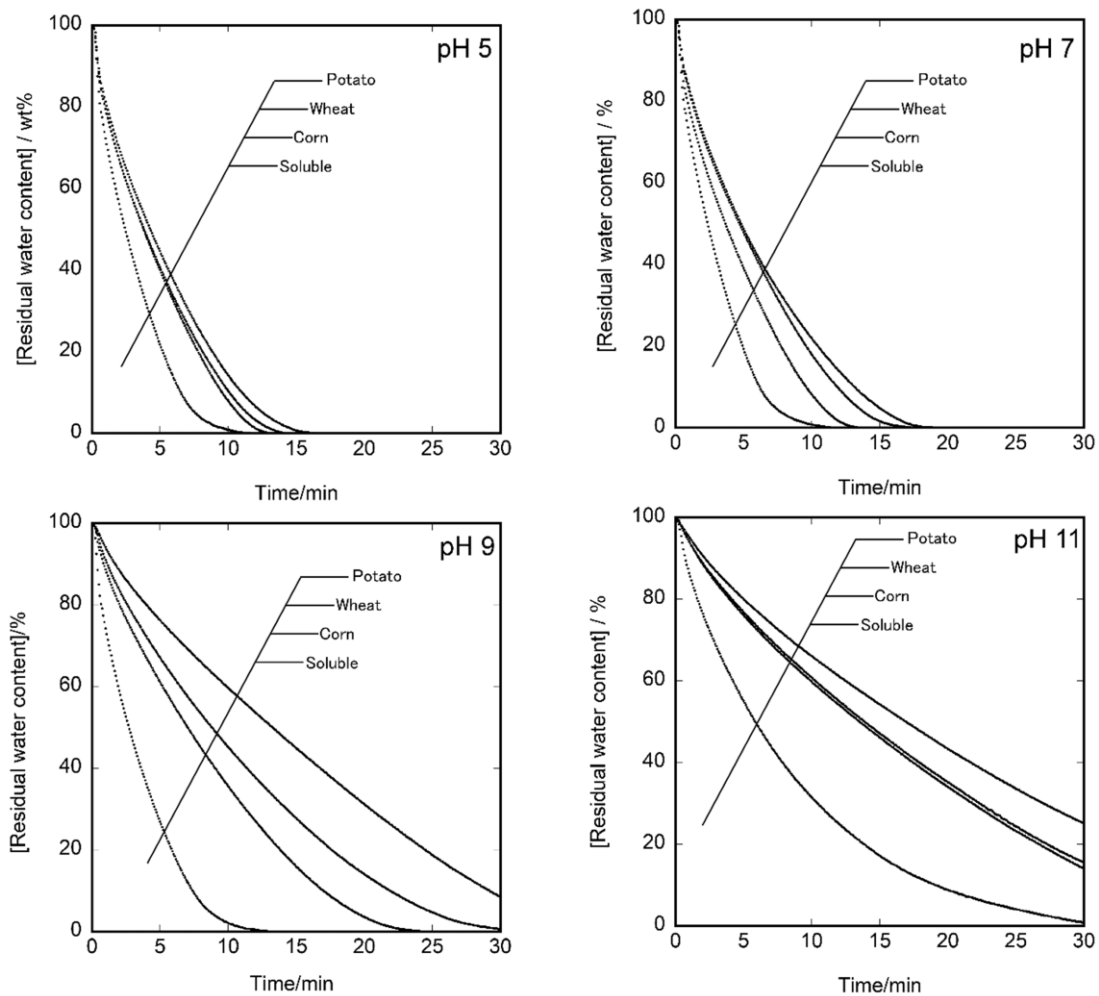 pH 5
[Residual water content] / wt%
100
80
60
40
20
0
Potato
Wheat
Corn
Soluble
0 5 10 15 20 25 30
Time/min
pH 7
[Residual water content] / %
100
80
60
40
20
0
Potato
Wheat
Corn
Soluble
0 5 10 15 20 25 30
Time/min
pH 9
[Residual water content]/%
100
80
60
40
20
0
Potato
Wheat
Corn
Soluble
0 5 10 15 20 25 30
Time/min
pH 11
[Residual water content] / %
100
80
60
40
20
0
Potato
Wheat
Corn
Soluble
0 5 10 15 20 25 30
Time/min